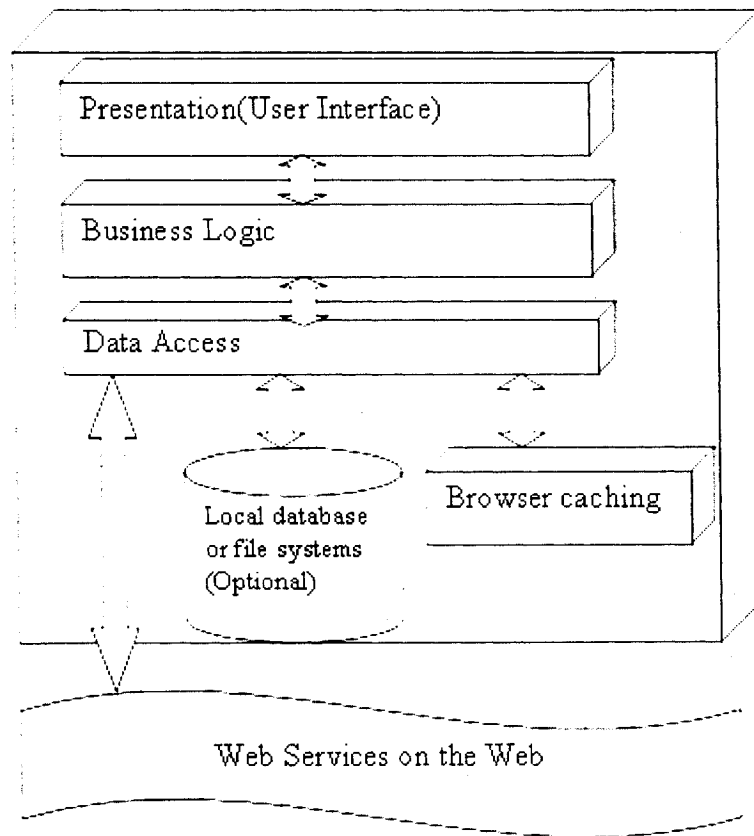 Presentation(User Interface)
Business Logic
Data Access
Local database
or file systems
(Optional)
Browser caching
Web Services on the Web